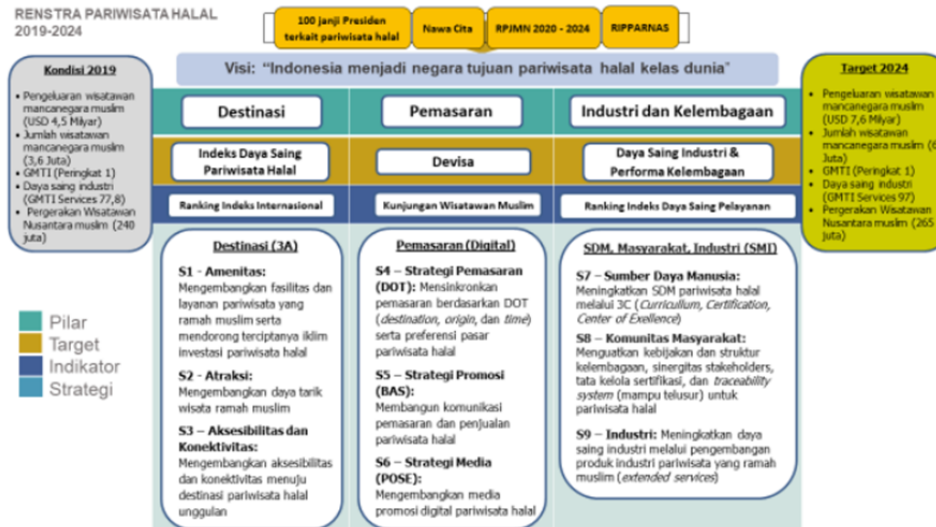 RENSTRA PARIWISATA HALAL
2019-2024
100 janji Presiden
terkait pariwisata halal
Nawa Cita
RPJMN 2020 - 2024
RIPPARNAS
Visi: “Indonesia menjadi negara tujuan pariwisata halal kelas dunia"
Kondisi 2019
• Pengeluaran wisatawan
mancanegara muslim
(USD 4,5 Milyar)
• Jumlah wisatawan
mancanegara muslim
(3,6 Juta)
• GMTI (Peringkat 1)
• Daya saing industri
(GMTI Services 77,8)
• Pergerakan Wisatawan
Nusantara muslim (240
juta)
Target 2024
• Pengeluaran wisatawan
mancanegara muslim
(USD 7,6 Milyar)
• Jumlah wisatawan
mancanegara muslim (6
Juta)
• GMTI (Peringkat 1)
• Daya saing industri
(GMTI Services 97)
• Pergerakan Wisatawan
Nusantara muslim (265
juta)
Destinasi
Pemasaran
Industri dan Kelembagaan
Indeks Daya Saing
Pariwisata Halal
Devisa
Daya Saing Industri &
Performa Kelembagaan
Ranking Indeks Internasional
Kunjungan Wisatawan Muslim
Ranking Indeks Daya Saing Pelayanan
Pilar
Target
Indikator
Strategi
Destinasi (3A)
S1 - Amenitas:
Mengembangkan fasilitas dan
layanan pariwisata yang
ramah muslim serta
mendorong terciptanya iklim
investasi pariwisata halal
S2 - Atraksi:
Mengembangkan daya tarik
wisata ramah muslim
S3 – Aksesibilitas dan
Konektivitas:
Mengembangkan aksesibilitas
dan konektivitas menuju
destinasi pariwisata halal
unggulan
Pemasaran (Digital)
S4 – Strategi Pemasaran
(DOT): Mensinkronkan
pemasaran berdasarkan DOT
(destination, origin, dan time)
serta preferensi pasar
pariwisata halal
S5 – Strategi Promosi
(BAS):
Membangun komunikasi
pemasaran dan penjualan
pariwisata halal
S6 – Strategi Media
(POSE):
Mengembangkan media
promosi digital pariwisata halal
SDM, Masyarakat, Industri (SMI)
S7 – Sumber Daya Manusia:
Meningkatkan SDM pariwisata halal
melalui 3C (Curricullum, Certification,
Center of Exellence)
S8 – Komunitas Masyarakat:
Menguatkan kebijakan dan struktur
kelembagaan, sinergitas stakeholders,
tata kelola sertifikasi, dan traceability
system (mampu telusur) untuk
pariwisata halal
S9 – Industri: Meningkatkan daya
saing industri melalui pengembangan
produk industri pariwisata yang ramah
muslim (extended services)